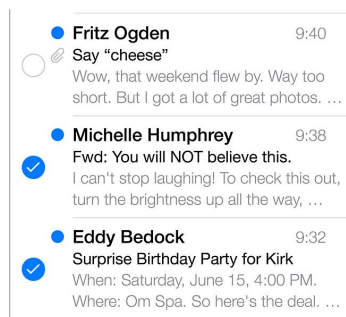 Fritz Ogden 9:40
Say “cheese”
Wow, that weekend flew by. Way too
short. But I got a lot of great photos. …
Michelle Humphrey 9:38
Fwd: You will NOT believe this.
I can't stop laughing! To check this out,
turn the brightness up all the way, …
Eddy Bedock 9:32
Surprise Birthday Party for Kirk
When: Saturday, June 15, 4:00 PM.
Where: Om Spa. So here's the deal. …